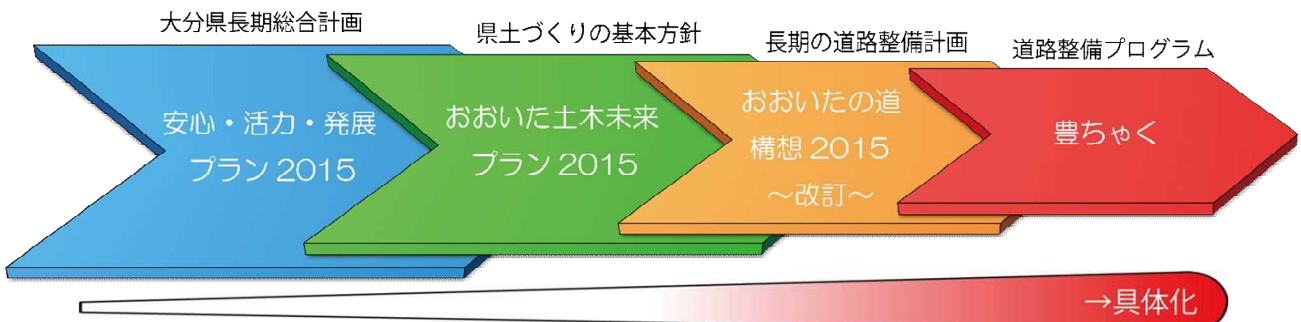 大分県長期総合計画
安心・活力・発展
プラン2015
県土づくりの基本方針
おおいた土木未来
プラン2015
長期の道路整備計画
おおいたの道
構想2015
~改訂~
道路整備プログラム
豊ちゃく
→具体化